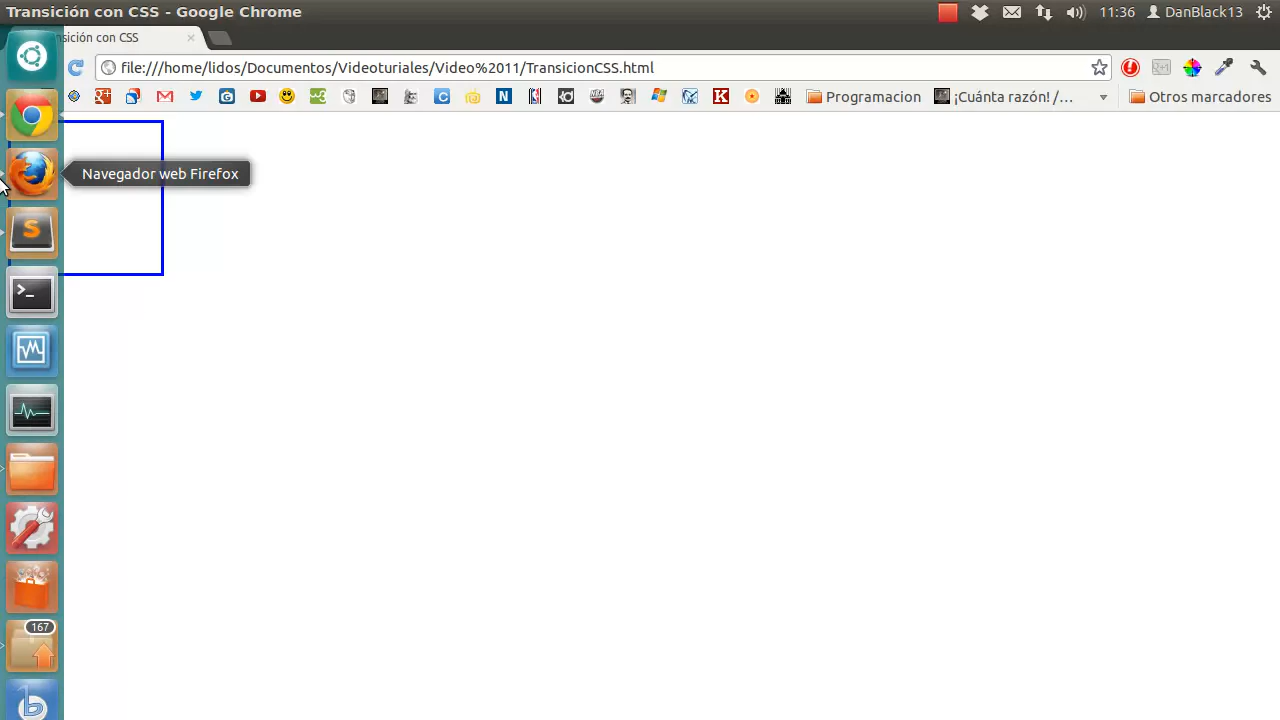 Transición con CSS - Google Chrome
11:36
DanBlack13
nsición con CSS
file:///home/lidos/Documentos/Videoturiales/Video%2011/TransicionCSS.html
Programacion
¡Cuánta razón! /...
Otros marcadores
Navegador web Firefox
167